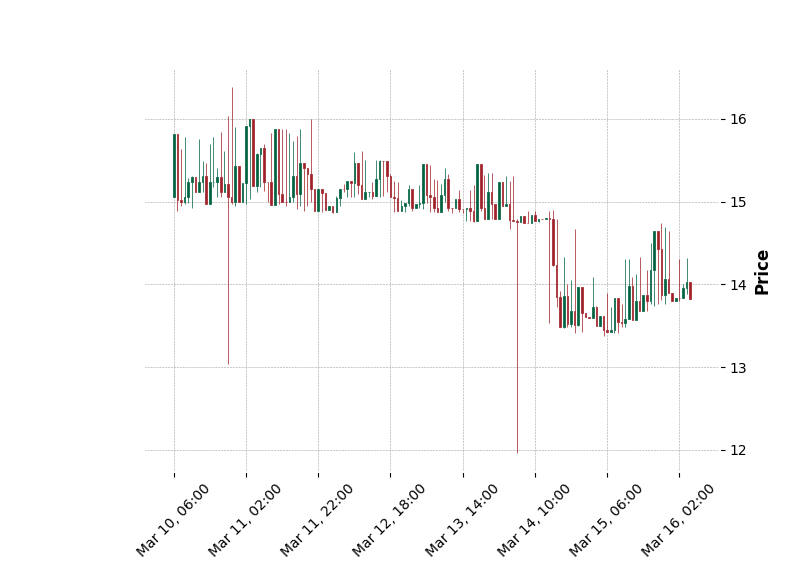 16
15
14
13
12
Price
Mar 10, 06:00
Mar 11, 02:00
Mar 11, 22:00
Mar 12, 18:00
Mar 13, 14:00
Mar 14, 10:00
Mar 15, 06:00
Mar 16, 02:00